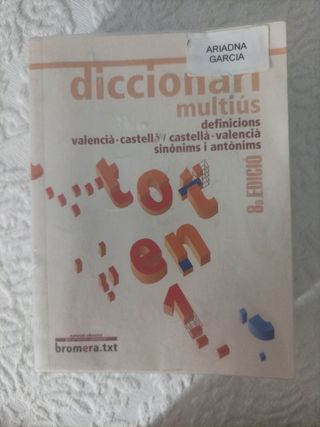 ARIADNA
GARCIA
diccionari
multiús
definicions
valencià·castellà / castellà·valencià
sinònims i antònims
8a EDICIÓ
tot
en
1
bromera.txt